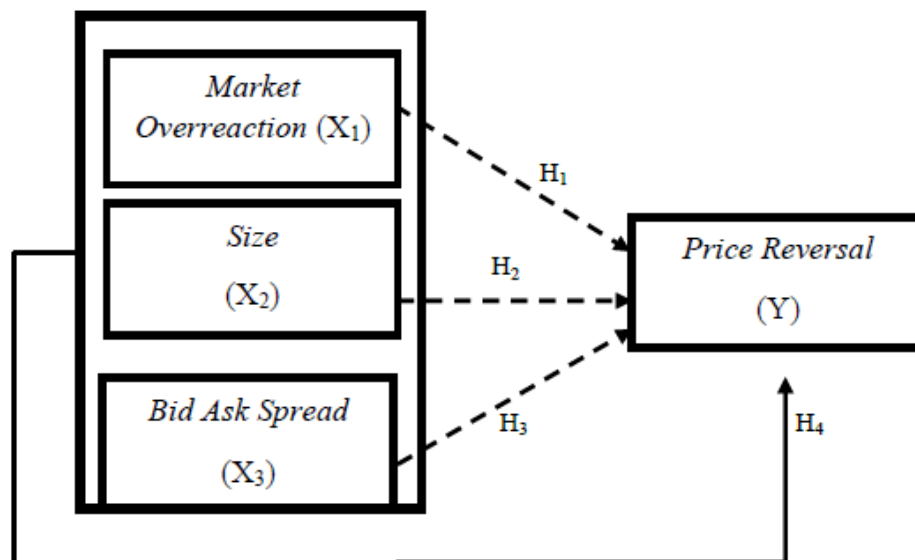 Market
Overreaction (X₁)
H₁
Size
(X₂)
H₂
Price Reversal
(Y)
Bid Ask Spread
(X₃)
H₃
H₄